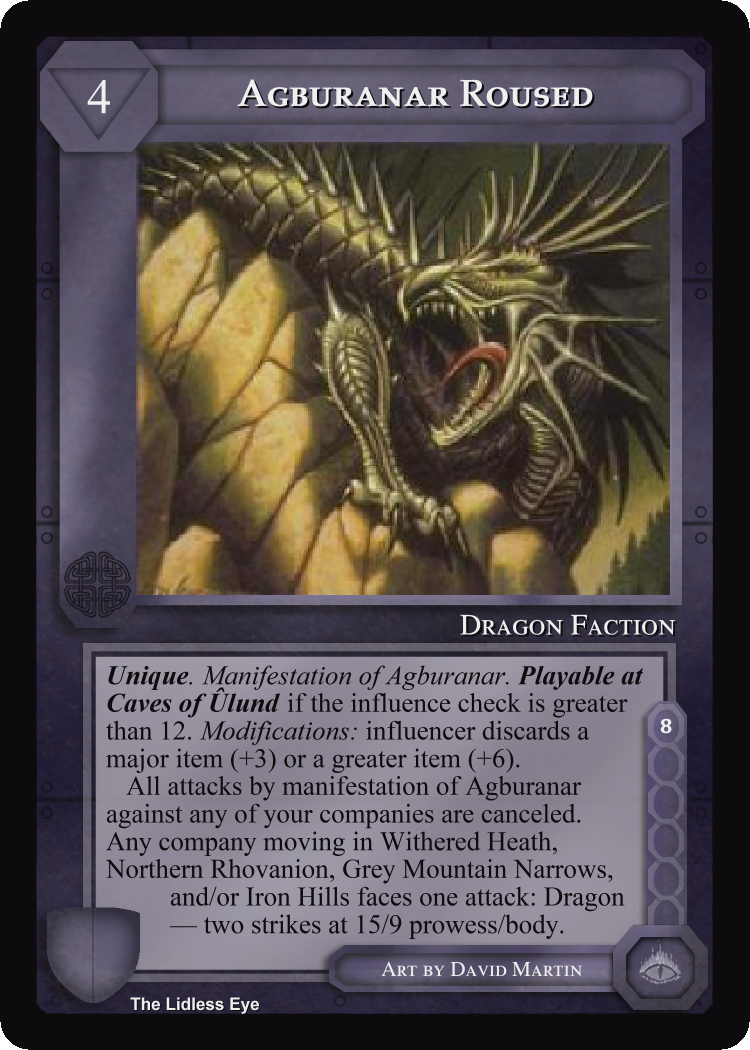 4
Agburanar Roused
Dragon Faction
Unique. Manifestation of Agburanar. Playable at
Caves of Ûlund if the influence check is greater
than 12. Modifications: influencer discards a
major item (+3) or a greater item (+6).
All attacks by manifestation of Agburanar
against any of your companies are canceled.
Any company moving in Withered Heath,
Northern Rhovanion, Grey Mountain Narrows,
and/or Iron Hills faces one attack: Dragon
— two strikes at 15/9 prowess/body.
8
Art by David Martin
The Lidless Eye